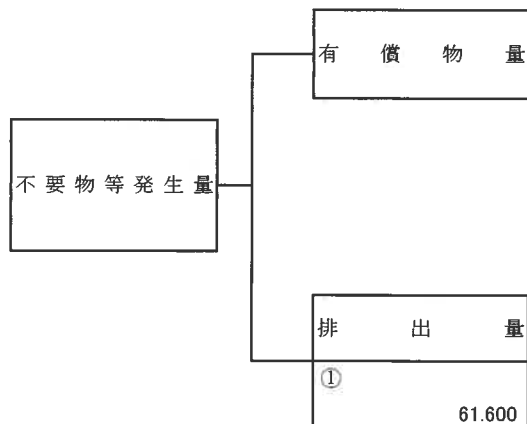 有償物量
不要物等発生量
排出量
①
61.600